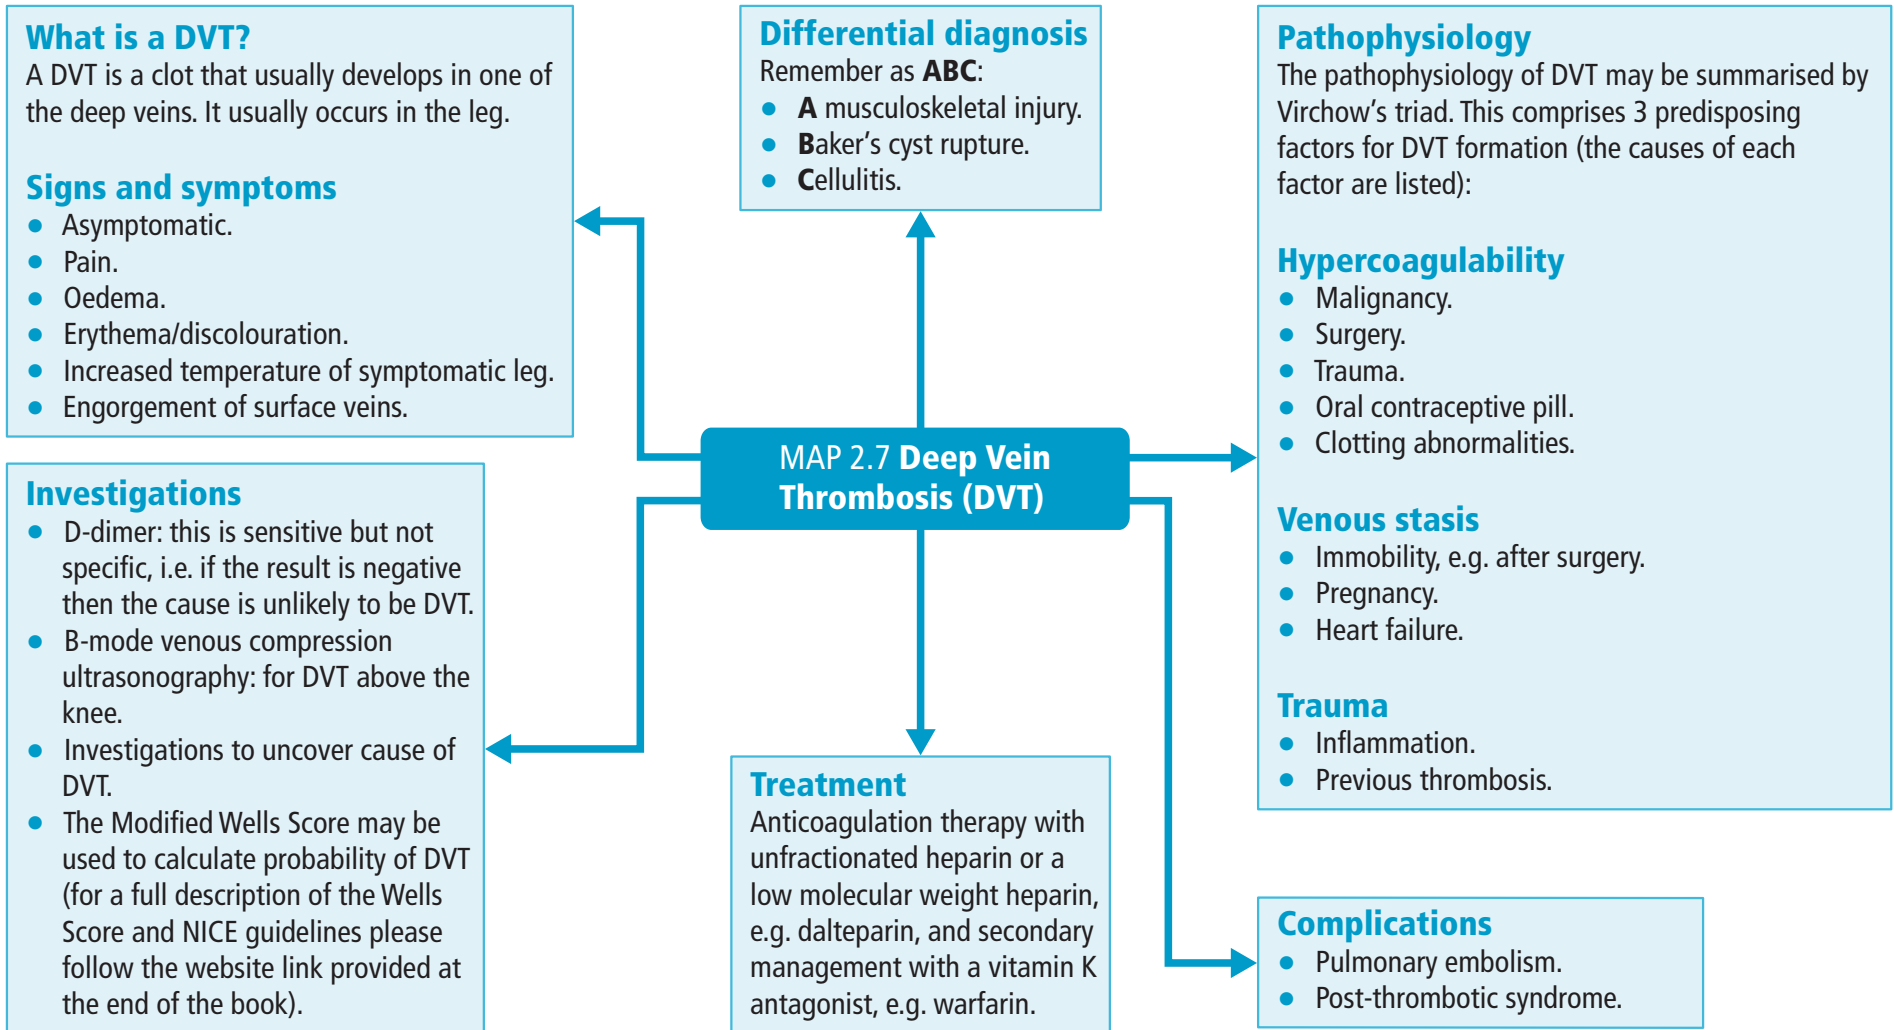 What is a DVT?
A DVT is a clot that usually develops in one of
the deep veins. It usually occurs in the leg.
Signs and symptoms
• Asymptomatic.
• Pain.
• Oedema.
• Erythema/discolouration.
• Increased temperature of symptomatic leg.
• Engorgement of surface veins.
Investigations
• D-dimer: this is sensitive but not
specific, i.e. if the result is negative
then the cause is unlikely to be DVT.
• B-mode venous compression
ultrasonography: for DVT above the
knee.
• Investigations to uncover cause of
DVT.
• The Modified Wells Score may be
used to calculate probability of DVT
(for a full description of the Wells
Score and NICE guidelines please
follow the website link provided at
the end of the book).
Differential diagnosis
Remember as ABC:
• A musculoskeletal injury.
• Baker's cyst rupture.
• Cellulitis.
MAP 2.7 Deep Vein
Thrombosis (DVT)
Treatment
Anticoagulation therapy with
unfractionated heparin or a
low molecular weight heparin,
e.g. dalteparin, and secondary
management with a vitamin K
antagonist, e.g. warfarin.
Pathophysiology
The pathophysiology of DVT may be summarised by
Virchow's triad. This comprises 3 predisposing
factors for DVT formation (the causes of each
factor are listed):
Hypercoagulability
• Malignancy.
• Surgery.
• Trauma.
• Oral contraceptive pill.
• Clotting abnormalities.
Venous stasis
• Immobility, e.g. after surgery.
• Pregnancy.
• Heart failure.
Trauma
• Inflammation.
• Previous thrombosis.
Complications
• Pulmonary embolism.
• Post-thrombotic syndrome.